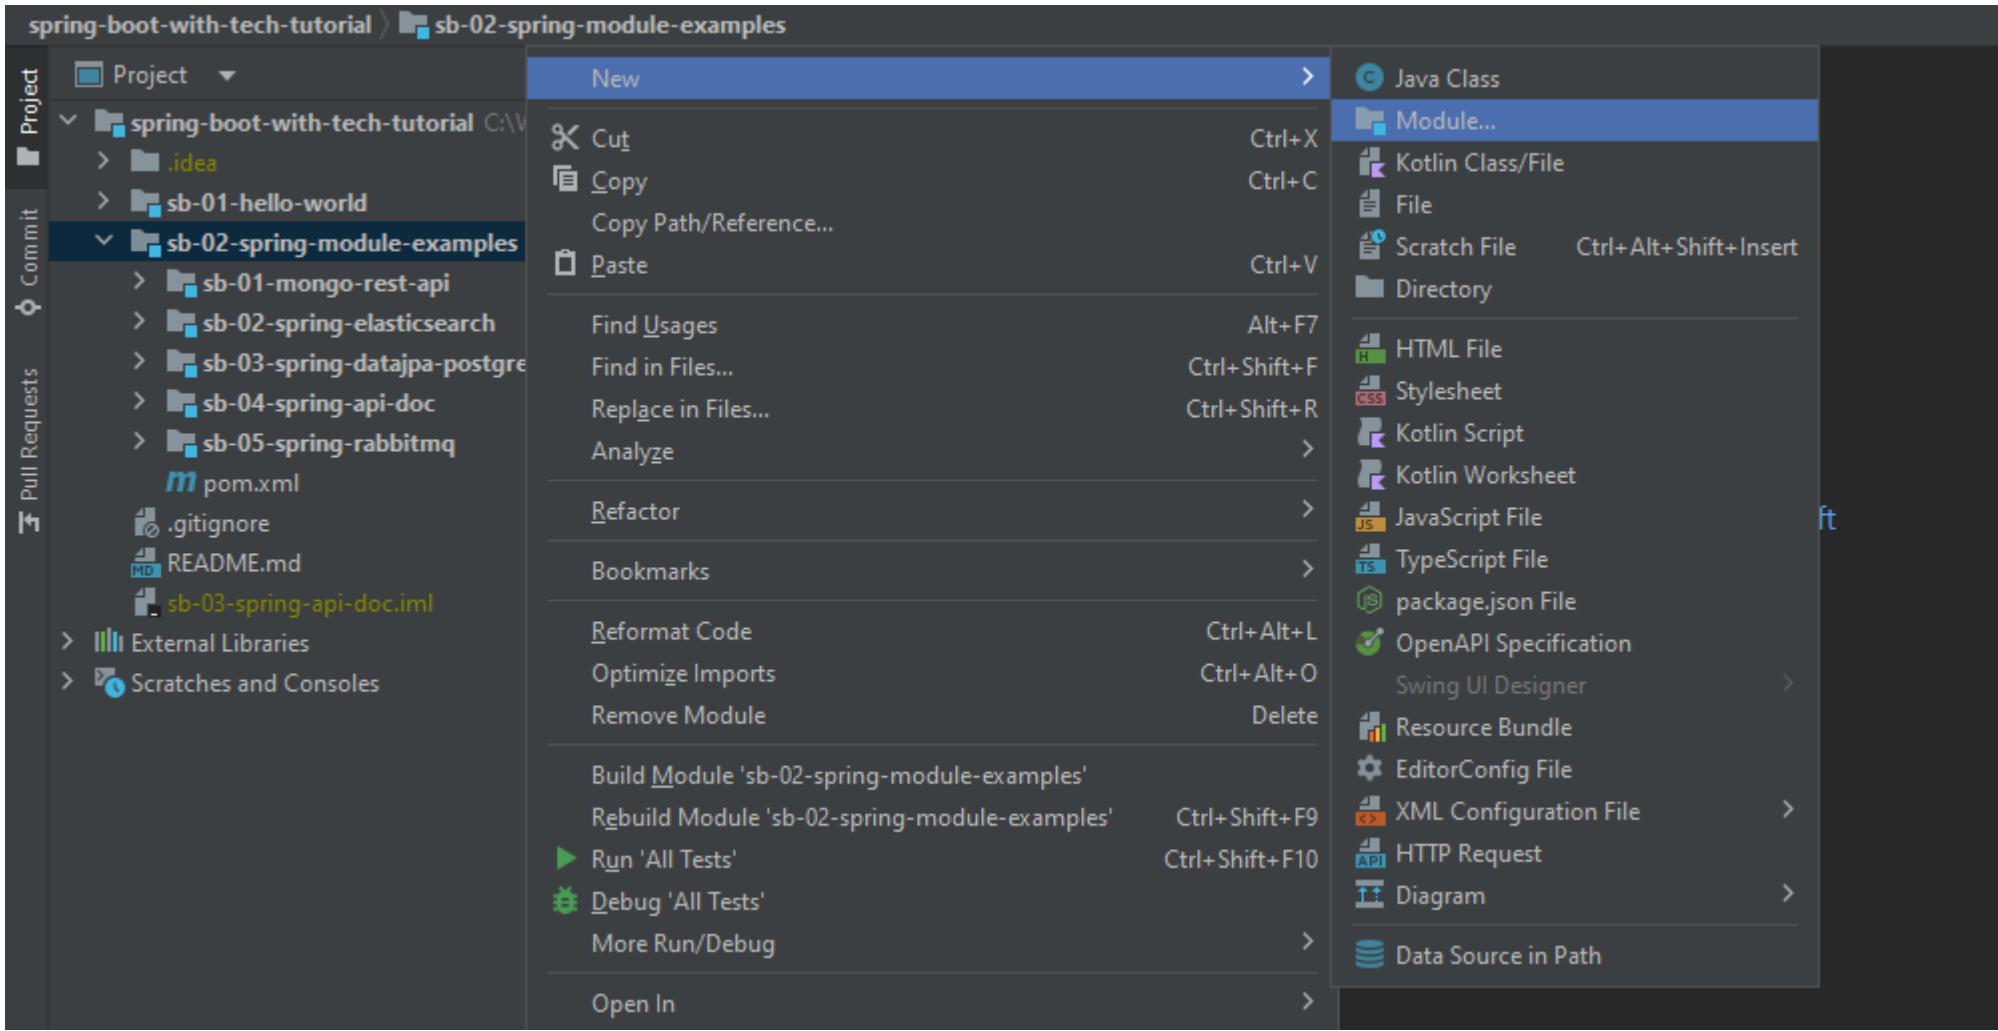 spring-boot-with-tech-tutorial sb-02-spring-module-examples
Project
Commit
Pull Requests
Project
spring-boot-with-tech-tutorial C:\
.idea
sb-01-hello-world
sb-02-spring-module-examples
sb-01-mongo-rest-api
sb-02-spring-elasticsearch
sb-03-spring-datajpa-postgre
sb-04-spring-api-doc
sb-05-spring-rabbitmq
pom.xml
.gitignore
README.md
sb-03-spring-api-doc.iml
External Libraries
Scratches and Consoles
New
Cut Ctrl+X
Copy Ctrl+C
Copy Path/Reference...
Paste Ctrl+V
Find Usages Alt+F7
Find in Files... Ctrl+Shift+F
Replace in Files... Ctrl+Shift+R
Analyze
Refactor
Bookmarks
Reformat Code Ctrl+Alt+L
Optimize Imports Ctrl+Alt+O
Remove Module Delete
Build Module 'sb-02-spring-module-examples'
Rebuild Module 'sb-02-spring-module-examples' Ctrl+Shift+F9
Run 'All Tests' Ctrl+Shift+F10
Debug 'All Tests'
More Run/Debug
Open In
Java Class
Module...
Kotlin Class/File
File
Scratch File Ctrl+Alt+Shift+Insert
Directory
HTML File
Stylesheet
Kotlin Script
Kotlin Worksheet
JavaScript File
TypeScript File
package.json File
OpenAPI Specification
Swing UI Designer
Resource Bundle
EditorConfig File
XML Configuration File
HTTP Request
Diagram
Data Source in Path
ft